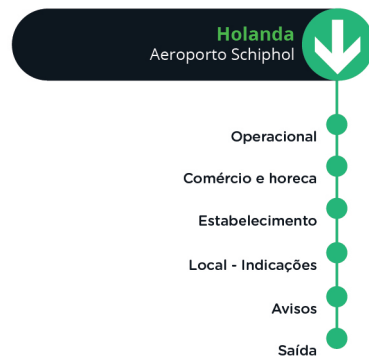 Holanda
Aeroporto Schiphol
Operacional
Comércio e horeca
Estabelecimento
Local - Indicações
Avisos
Saída